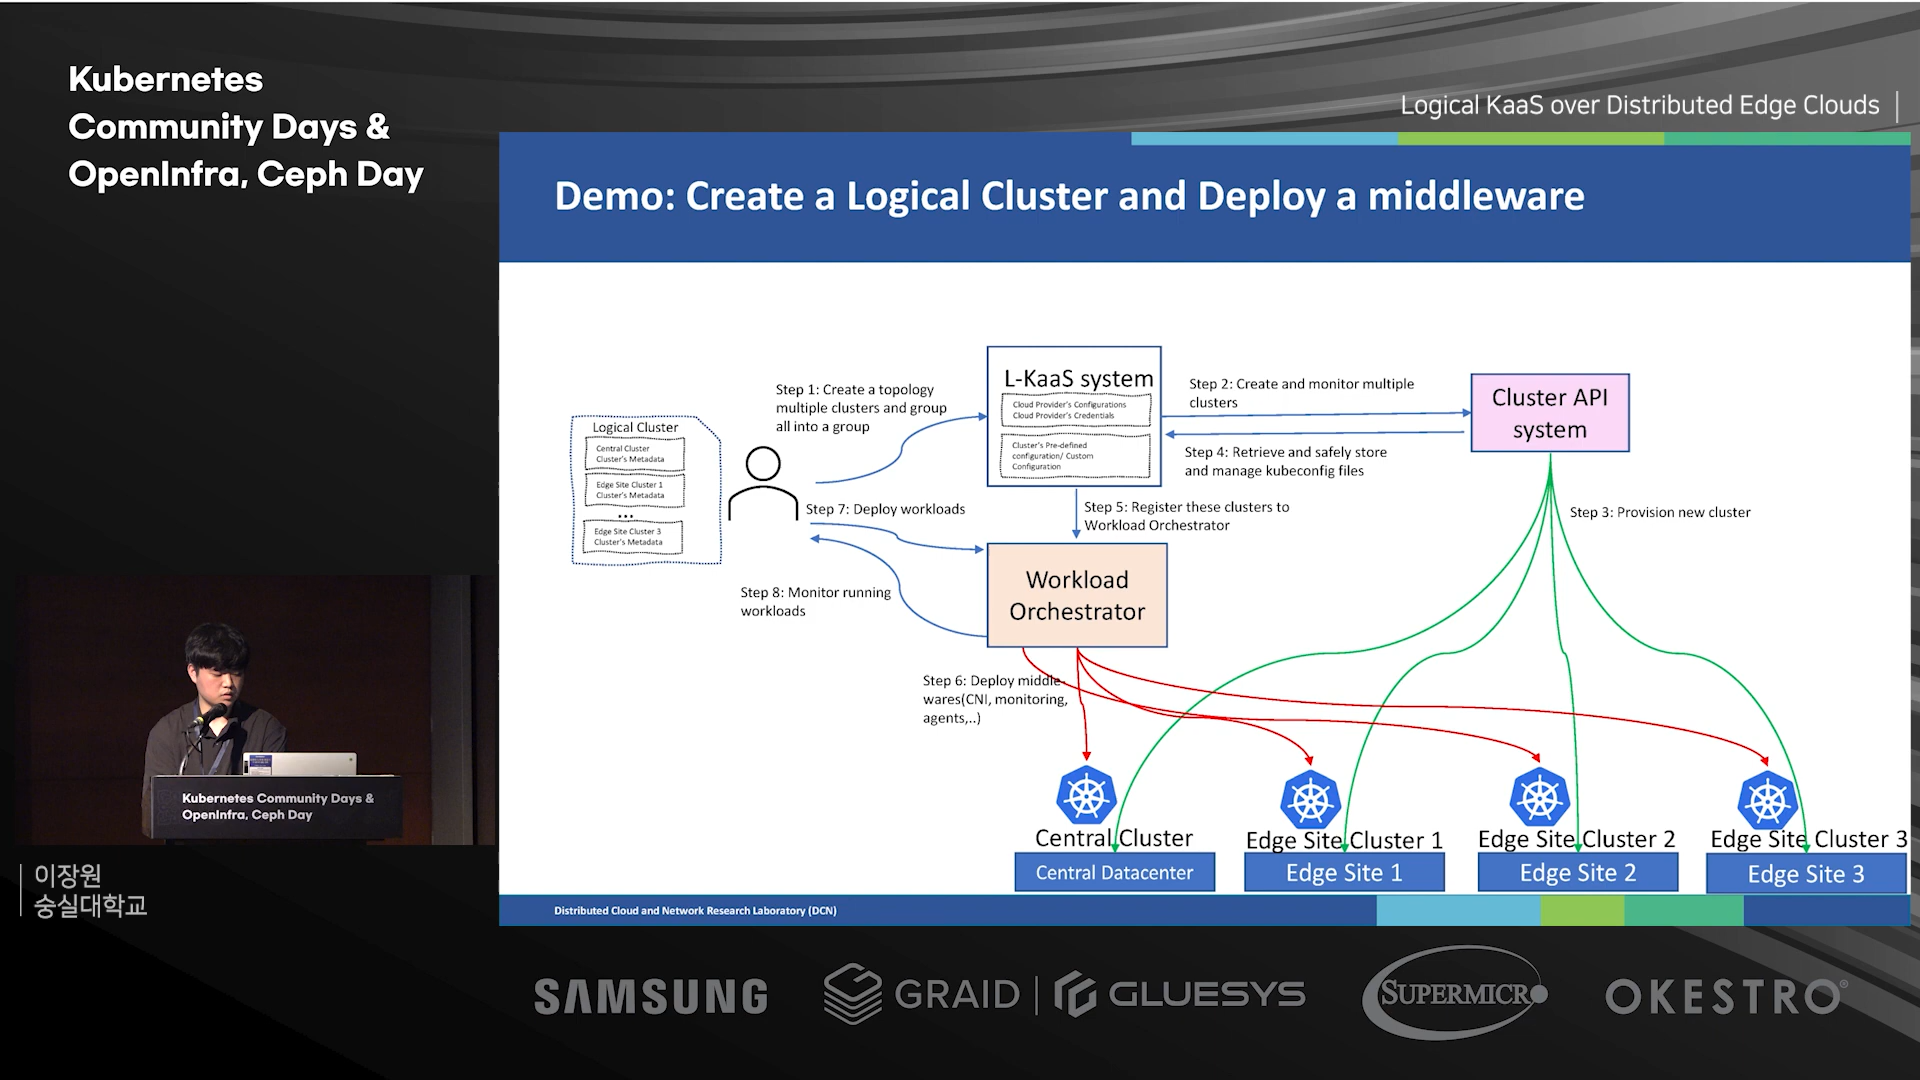 Kubernetes
Community Days &
OpenInfra, Ceph Day
Logical KaaS over Distributed Edge Clouds
Demo: Create a Logical Cluster and Deploy a middleware
Logical Cluster
Central Cluster
Cluster's Metadata
Edge Site Cluster 1
Cluster's Metadata
...
Edge Site Cluster 3
Cluster's Metadata
Step 1: Create a topology
multiple clusters and group
all into a group
L-KaaS system
Cloud Provider's Configurations
Cloud Provider's Credentials
Cluster's Pre-defined
configuration/ Custom
Configuration
Step 2: Create and monitor multiple
clusters
Cluster API
system
Step 4: Retrieve and safely store
and manage kubeconfig files
Step 7: Deploy workloads
Step 5: Register these clusters to
Workload Orchestrator
Step 3: Provision new cluster
Workload
Orchestrator
Step 8: Monitor running
workloads
Step 6: Deploy middle-
wares(CNI, monitoring,
agents,..)
Central Cluster
Central Datacenter
Edge Site Cluster 1
Edge Site 1
Edge Site Cluster 2
Edge Site 2
Edge Site Cluster 3
Edge Site 3
Distributed Cloud and Network Research Laboratory (DCN)
Kubernetes Community Days &
OpenInfra, Ceph Day
이장원
숭실대학교
SAMSUNG
GRAID
GLUESYS
SUPERMICRO
OKESTRO